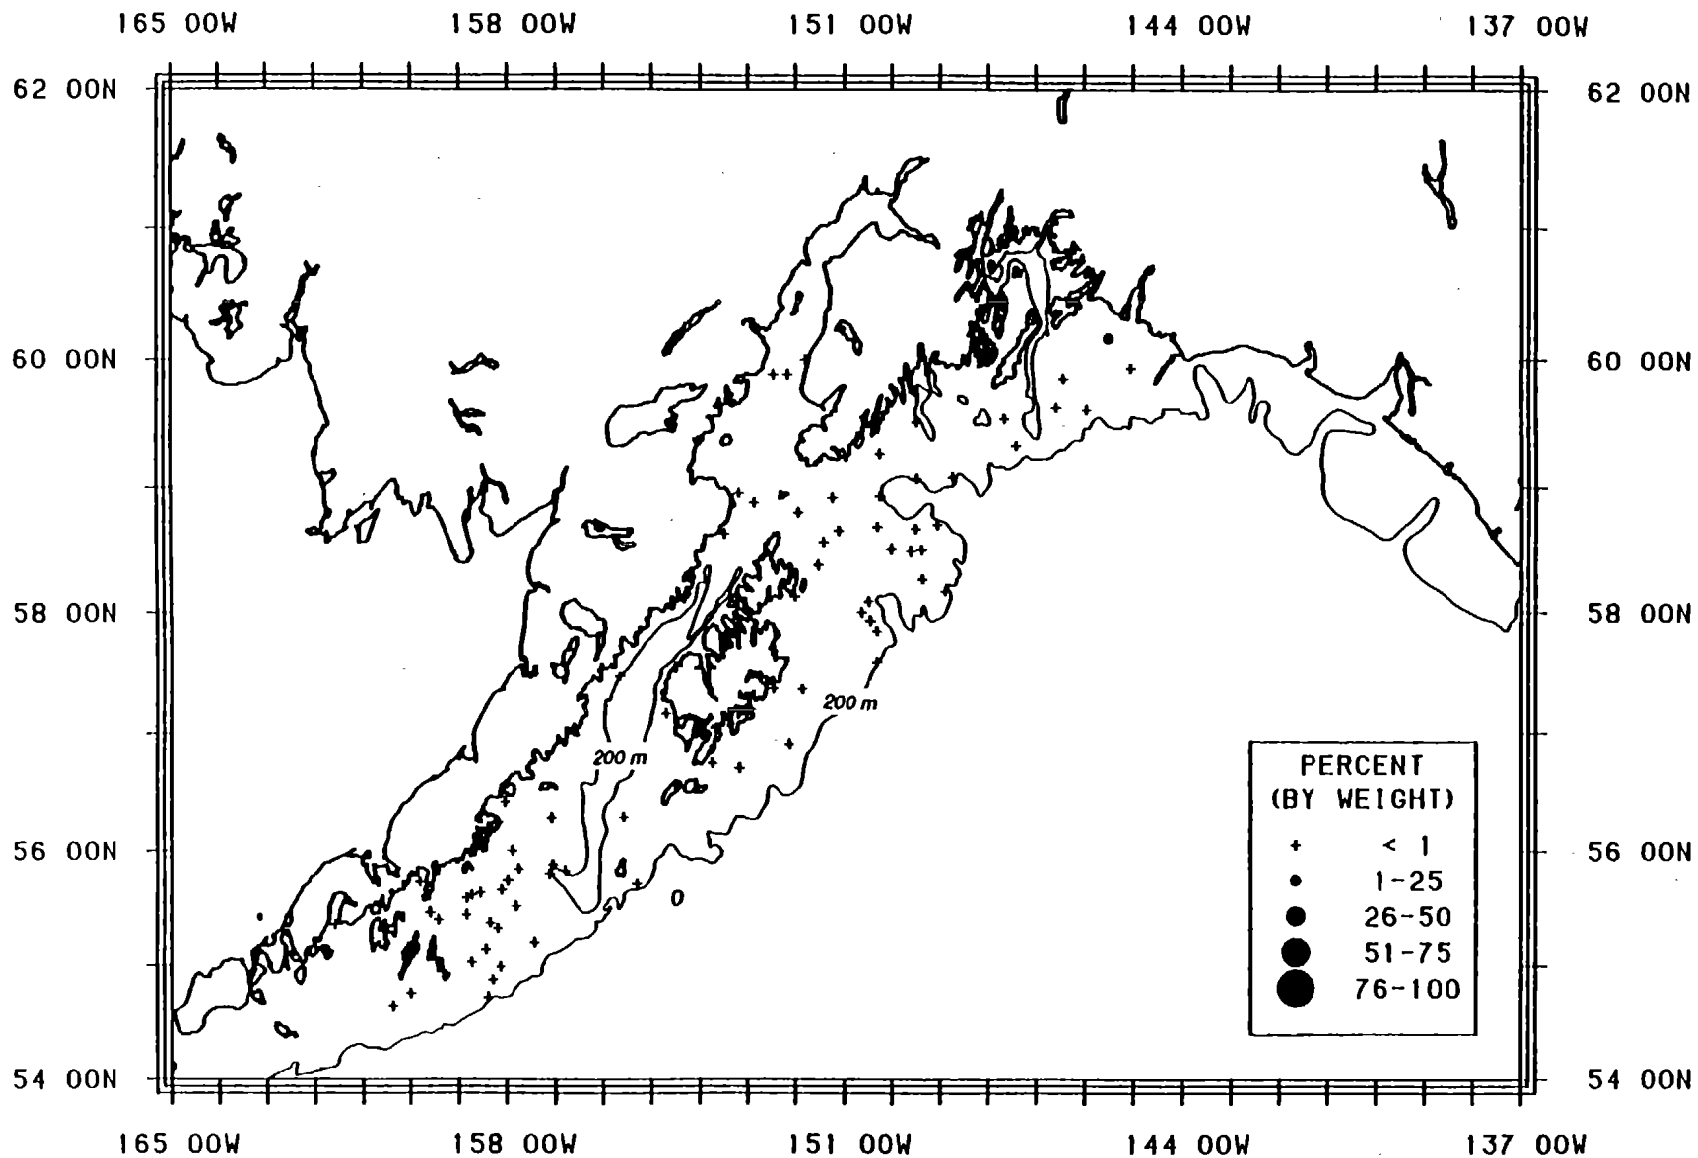 165 00W 158 00W 151 00W 144 00W 137 00W
62 00N 62 00N
60 00N 60 00N
58 00N 58 00N
200 m
200 m
PERCENT
(BY WEIGHT)
56 00N 56 00N
< 1
1-25
26-50
51-75
76-100
54 00N 54 00N
165 00W 158 00W 151 00W 144 00W 137 00W